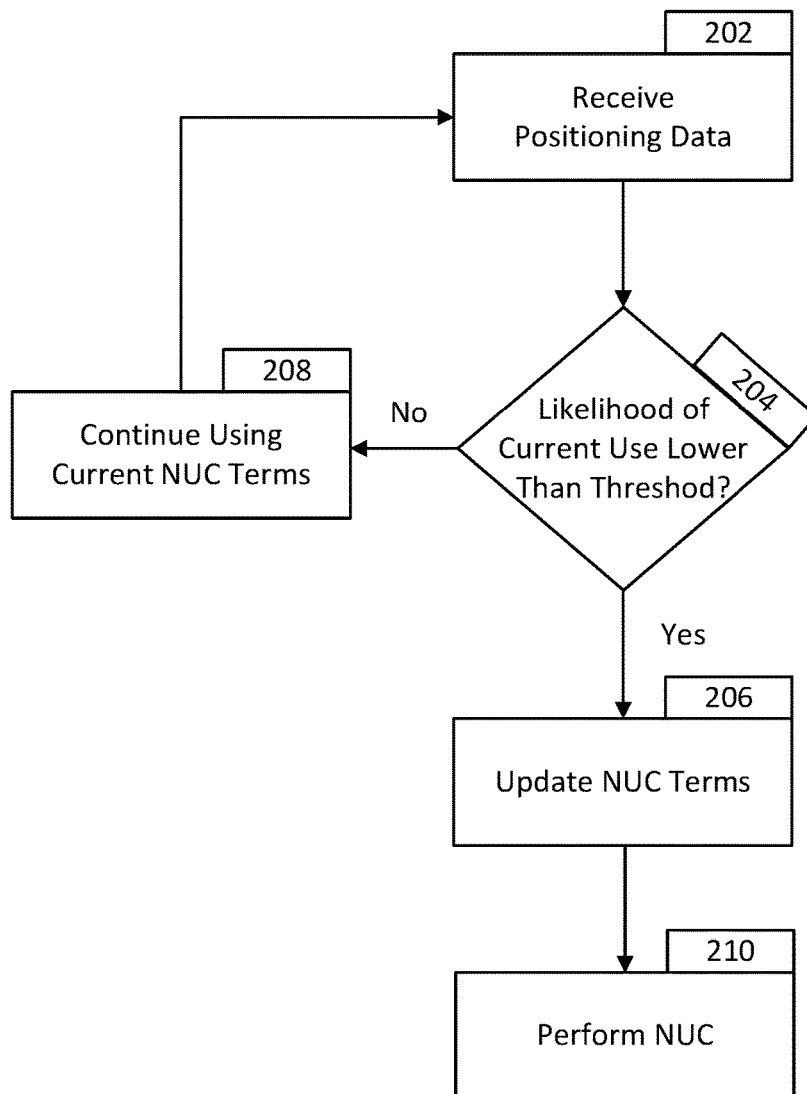 202
Receive
Positioning Data
204
Likelihood of
Current Use Lower
Than Threshod?
No
208
Continue Using
Current NUC Terms
Yes
206
Update NUC Terms
210
Perform NUC